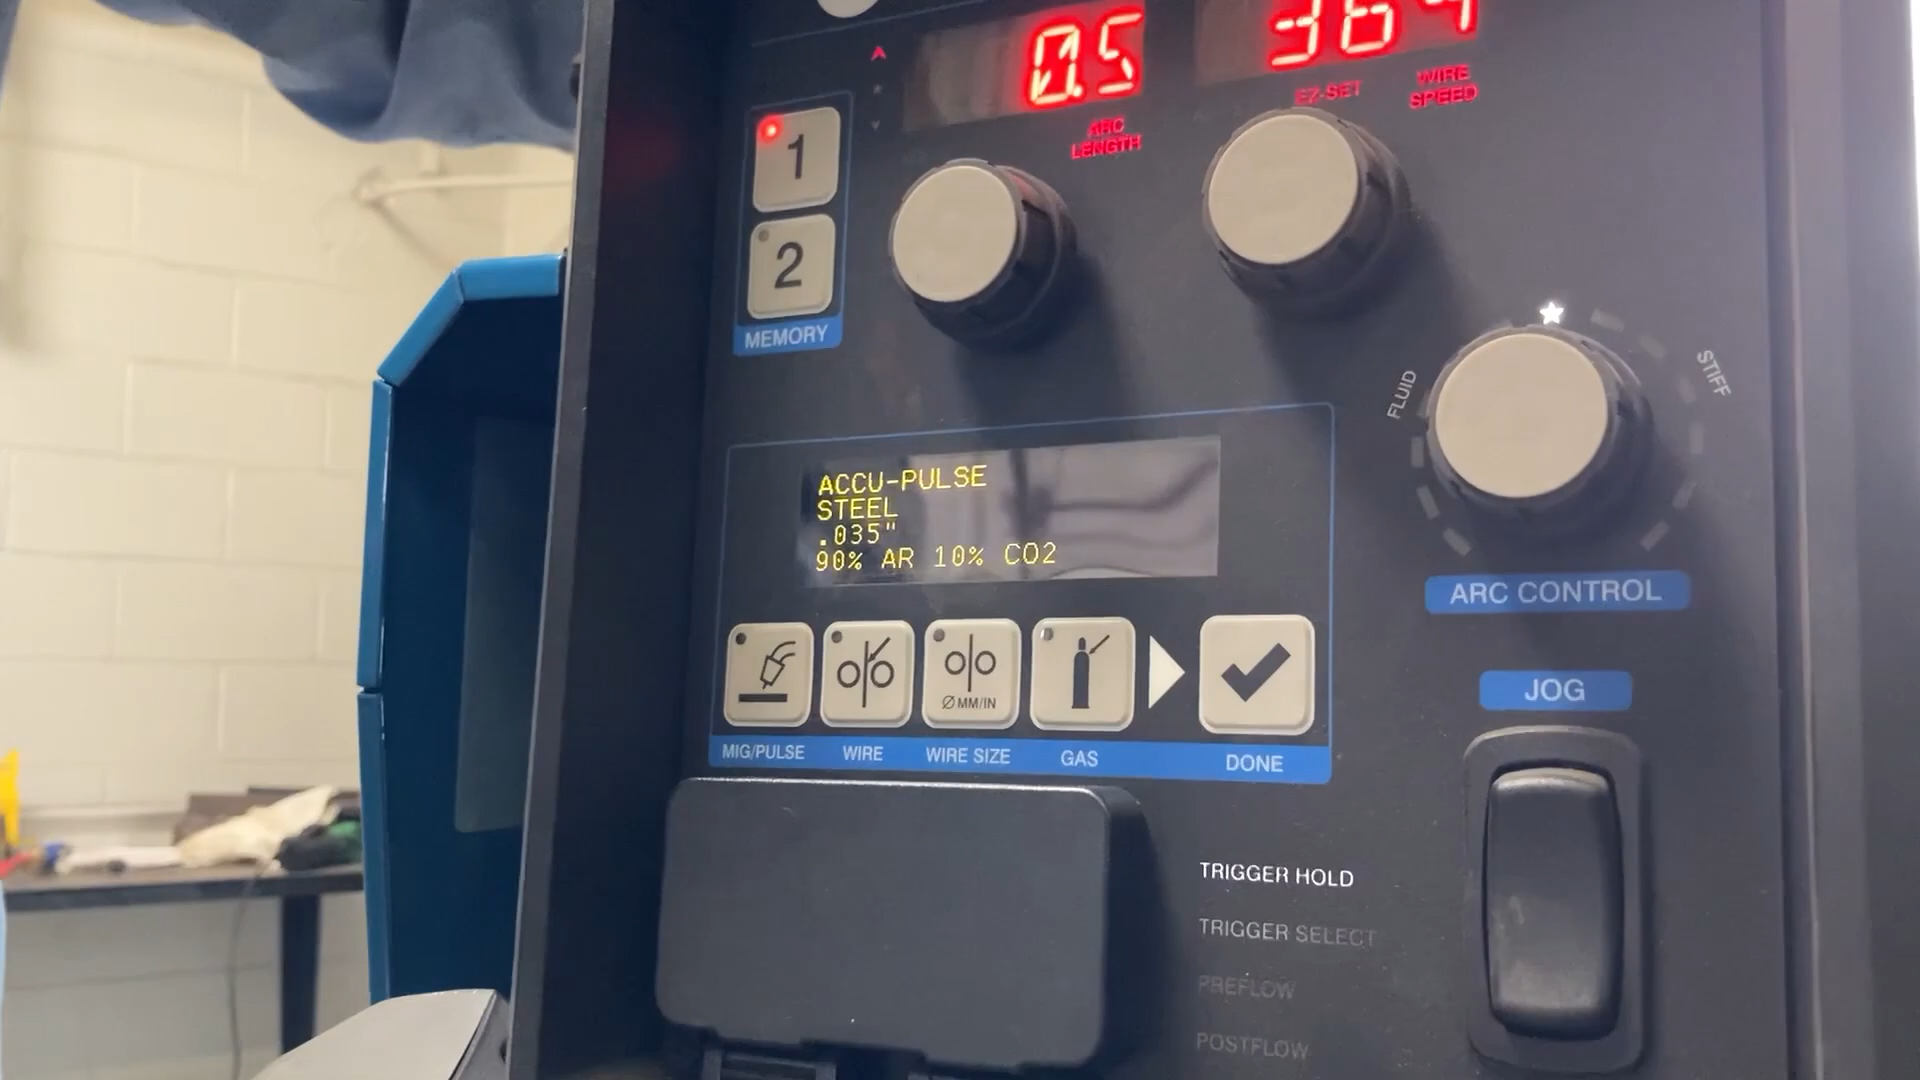 0.5
364
EZ-SET
WIRE
SPEED
ARC
LENGTH
1
2
MEMORY
FLUID
STIFF
ACCU-PULSE
STEEL
.035"
90% AR 10% CO2
ARC CONTROL
Ø MM/IN
MIG/PULSE
WIRE
WIRE SIZE
GAS
DONE
JOG
TRIGGER HOLD
TRIGGER SELECT
PREFLOW
POSTFLOW